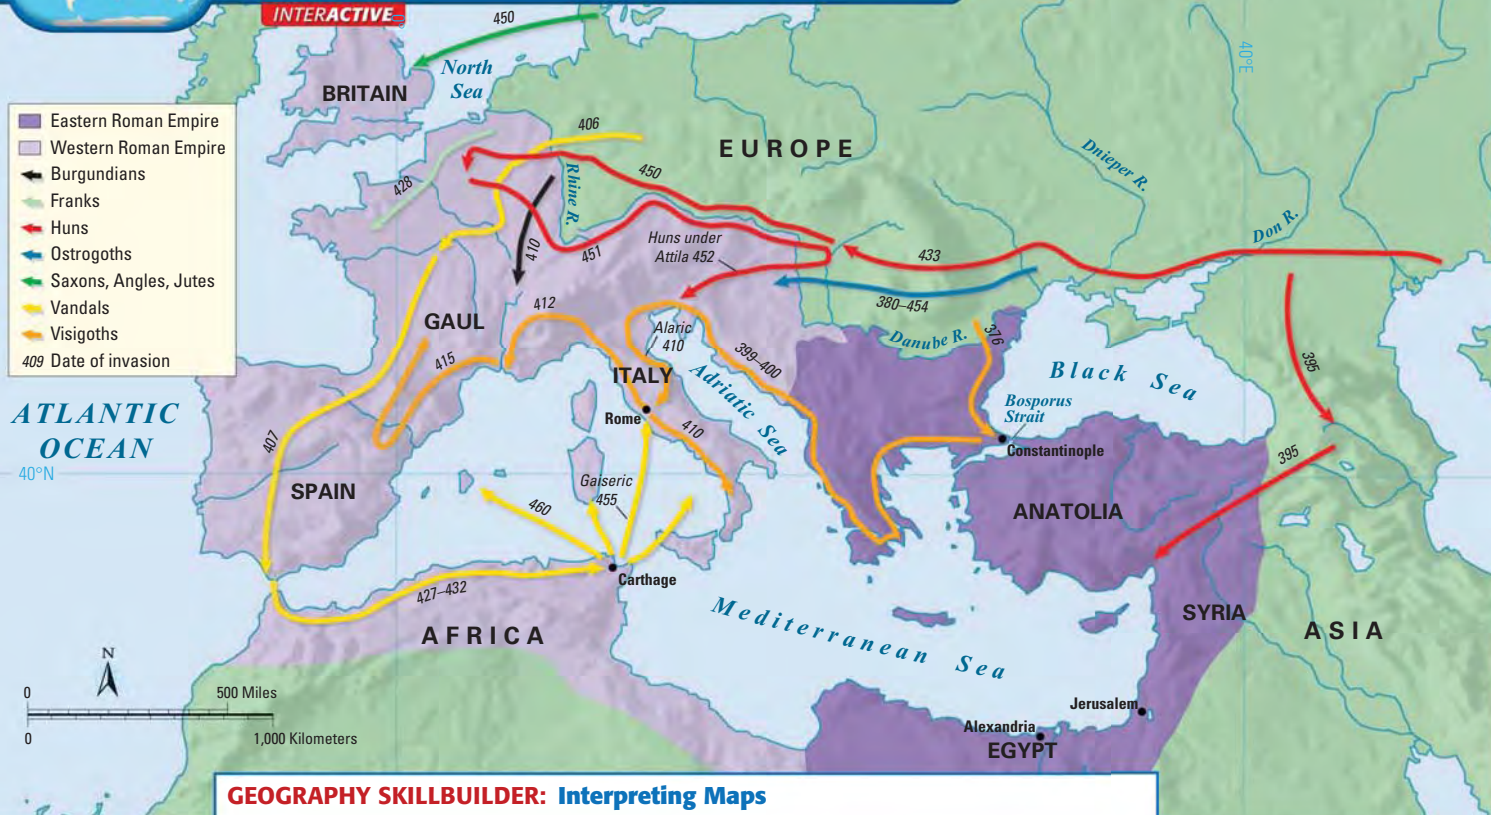 INTERACTIVE
450
North
Sea
BRITAIN
40°E
Eastern Roman Empire
Western Roman Empire
Burgundians
Franks
Huns
Ostrogoths
Saxons, Angles, Jutes
Vandals
Visigoths
409 Date of invasion
406
EUROPE
Dnieper R.
428
Rhine R.
450
Don R.
410
451
Huns under
Attila 452
433
380–454
412
GAUL
415
Alaric
410
399–400
Danube R.
376
395
Black Sea
ITALY
Adriatic Sea
Bosporus
Strait
ATLANTIC
OCEAN
Rome
410
Constantinople
407
395
40°N
SPAIN
Gaiseric
455
460
ANATOLIA
Carthage
427–432
Mediterranean Sea
SYRIA
AFRICA
ASIA
N
0
500 Miles
0
1,000 Kilometers
Jerusalem
Alexandria
EGYPT
GEOGRAPHY SKILLBUILDER: Interpreting Maps